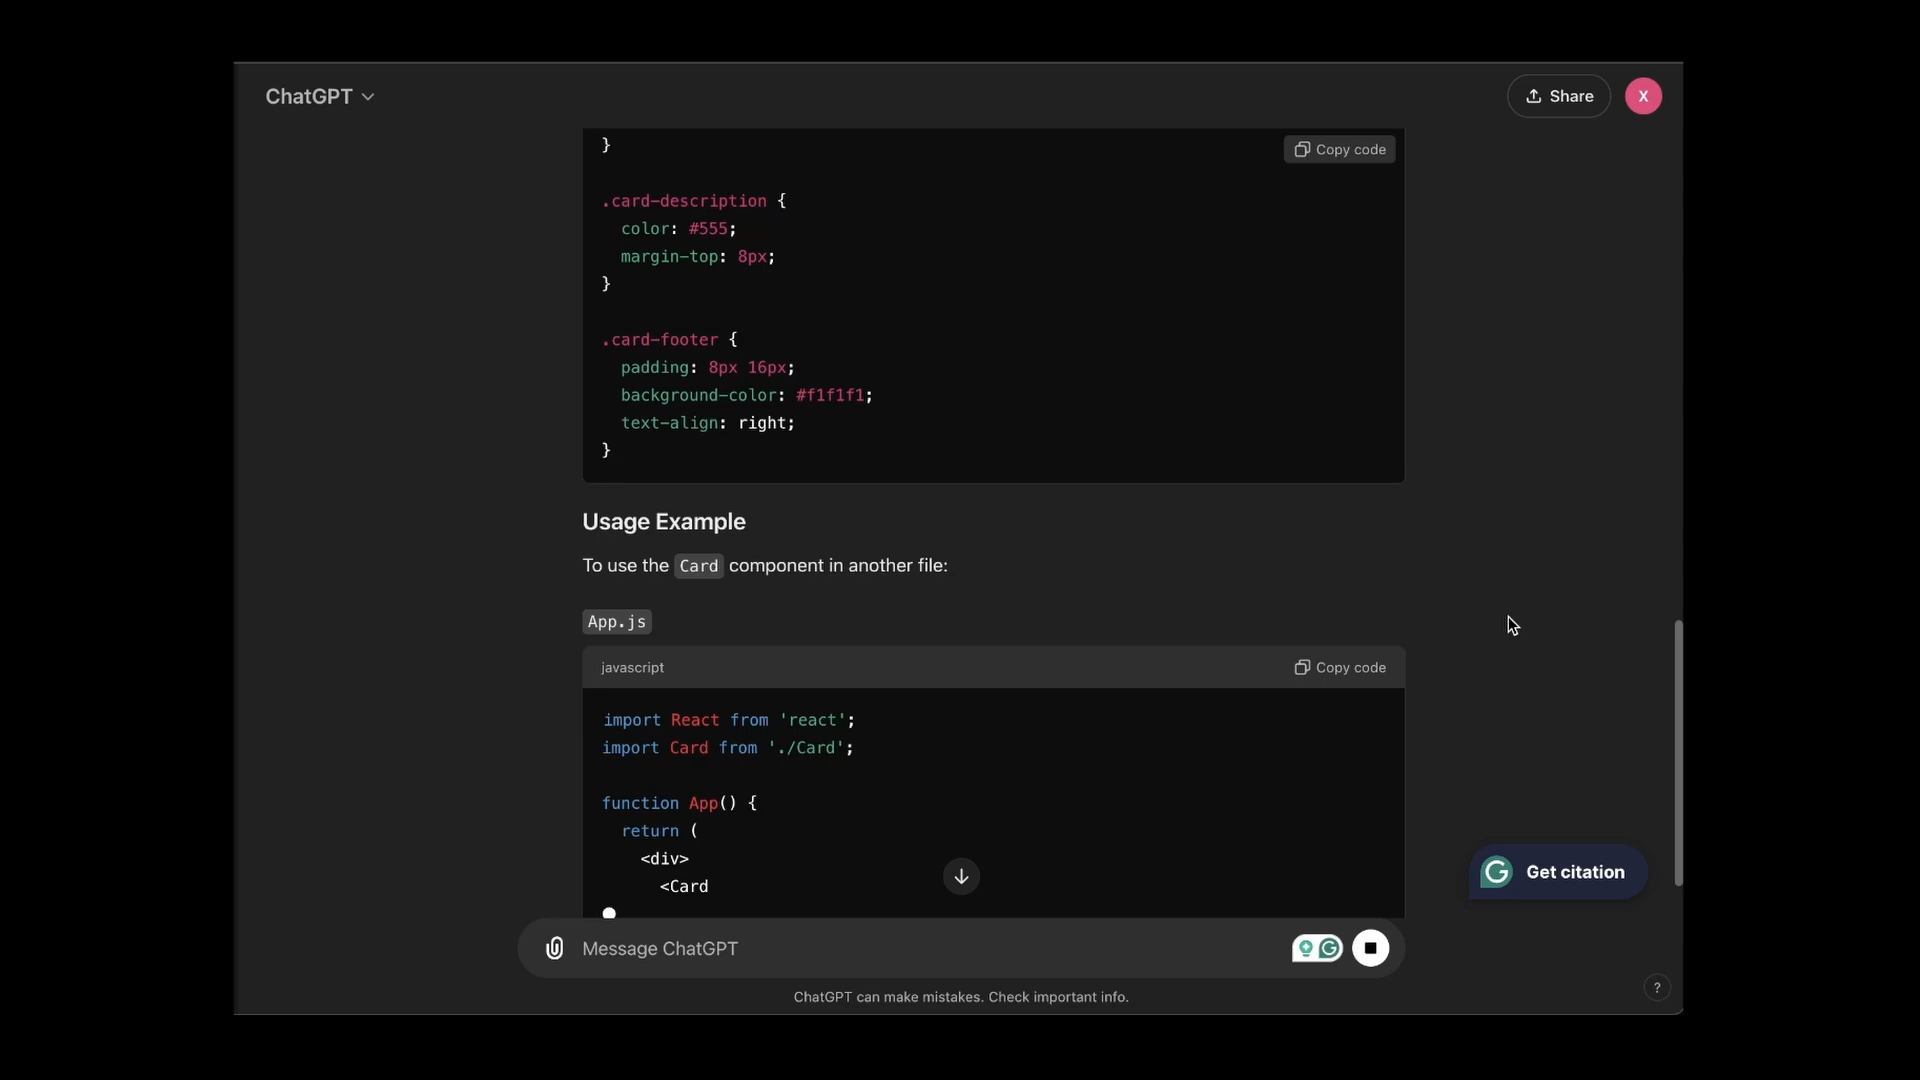 ChatGPT
Share
X
}
Copy code
.card-description {
color: #555;
margin-top: 8px;
}
.card-footer {
padding: 8px 16px;
background-color: #f1f1f1;
text-align: right;
}
Usage Example
To use the Card component in another file:
App.js
javascript
Copy code
import React from 'react';
import Card from './Card';
function App() {
return (
<div>
<Card
Get citation
Message ChatGPT
ChatGPT can make mistakes. Check important info.
?